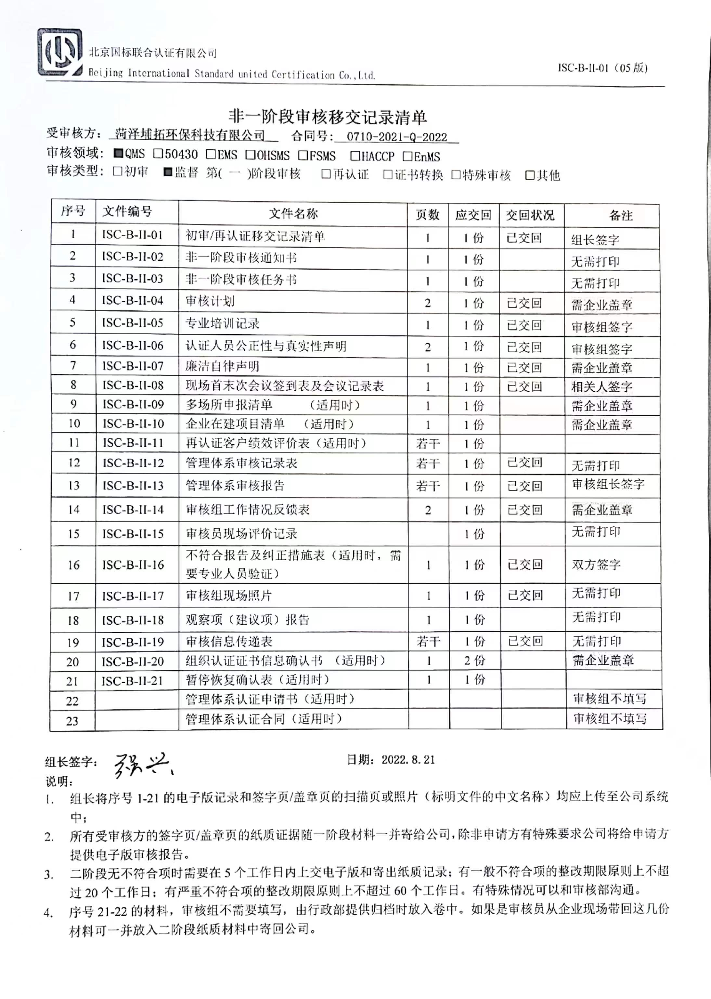 北京国标联合认证有限公司
Beijing International Standard united Certification Co.,Ltd.
ISC-B-II-01（05 版）
非一阶段审核移交记录清单
受审核方： 菏泽埔拓环保科技有限公司 合同号： 0710-2021-Q-2022
审核领域：■QMS □50430 □EMS □OHSMS □FSMS □HACCP □EnMS
审核类型：□初审 ■监督 第( 一 )阶段审核 □再认证 □证书转换 □特殊审核 □其他
序号 文件编号 文件名称 页数 应交回 交回状况 备注
1 ISC-B-II-01 初审/再认证移交记录清单 1 1 份 已交回 组长签字
2 ISC-B-II-02 非一阶段审核通知书 1 1 份 无需打印
3 ISC-B-II-03 非一阶段审核任务书 1 1 份 无需打印
4 ISC-B-II-04 审核计划 2 1 份 已交回 需企业盖章
5 ISC-B-II-05 专业培训记录 1 1 份 已交回 审核组签字
6 ISC-B-II-06 认证人员公正性与真实性声明 2 1 份 已交回 审核组签字
7 ISC-B-II-07 廉洁自律声明 1 1 份 已交回 需企业盖章
8 ISC-B-II-08 现场首末次会议签到表及会议记录表 1 1 份 已交回 相关人签字
9 ISC-B-II-09 多场所申报清单 （适用时） 1 1 份 需企业盖章
10 ISC-B-II-10 企业在建项目清单 （适用时） 1 1 份 需企业盖章
11 ISC-B-II-11 再认证客户绩效评价表（适用时） 若干 1 份
12 ISC-B-II-12 管理体系审核记录表 若干 1 份 已交回 无需打印
13 ISC-B-II-13 管理体系审核报告 若干 1 份 已交回 审核组长签字
14 ISC-B-II-14 审核组工作情况反馈表 2 1 份 已交回 需企业盖章
15 ISC-B-II-15 审核员现场评价记录 1 份 无需打印
16 ISC-B-II-16 不符合报告及纠正措施表（适用时，需
要专业人员验证） 1 1 份 已交回 双方签字
17 ISC-B-II-17 审核组现场照片 1 1 份 已交回 无需打印
18 ISC-B-II-18 观察项（建议项）报告 1 1 份 无需打印
19 ISC-B-II-19 审核信息传递表 若干 1 份 已交回 无需打印
20 ISC-B-II-20 组织认证证书信息确认书 （适用时） 1 2 份 需企业盖章
21 ISC-B-II-21 暂停恢复确认表（适用时） 1 1 份
22 管理体系认证申请书（适用时） 审核组不填写
23 管理体系认证合同（适用时） 审核组不填写
组长签字： 强兴 日期：2022.8.21
说明：
1. 组长将序号 1-21 的电子版记录和签字页/盖章页的扫描页或照片（标明文件的中文名称）均应上传至公司系统
中；
2. 所有受审核方的签字页/盖章页的纸质证据随一阶段材料一并寄给公司，除非申请方有特殊要求公司将给申请方
提供电子版审核报告。
3. 二阶段无不符合项时需要在 5 个工作日内上交电子版和寄出纸质记录；有一般不符合项的整改期限原则上不超
过 20 个工作日；有严重不符合项的整改期限原则上不超过 60 个工作日。有特殊情况可以和审核部沟通。
4. 序号 21-22 的材料，审核组不需要填写，由行政部提供归档时放入卷中。如果是审核员从企业现场带回这几份
材料可一并放入二阶段纸质材料中寄回公司。